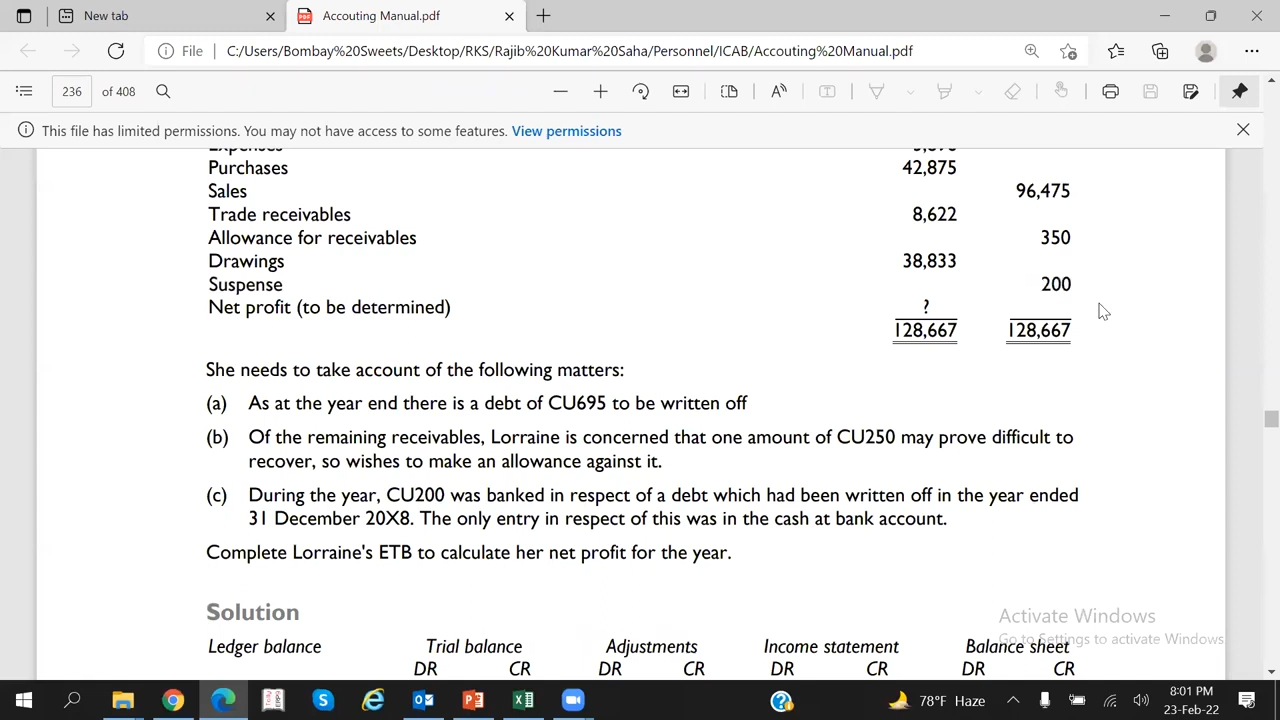 New tab
Accouting Manual.pdf
File
C:/Users/Bombay%20Sweets/Desktop/RKS/Rajib%20Kumar%20Saha/Personnel/ICAB/Accouting%20Manual.pdf
236 of 408
This file has limited permissions. You may not have access to some features. View permissions
Purchases 42,875
Sales 96,475
Trade receivables 8,622
Allowance for receivables 350
Drawings 38,833
Suspense 200
Net profit (to be determined) ?
128,667 128,667
She needs to take account of the following matters:
(a) As at the year end there is a debt of CU695 to be written off
(b) Of the remaining receivables, Lorraine is concerned that one amount of CU250 may prove difficult to
recover, so wishes to make an allowance against it.
(c) During the year, CU200 was banked in respect of a debt which had been written off in the year ended
31 December 20X8. The only entry in respect of this was in the cash at bank account.
Complete Lorraine's ETB to calculate her net profit for the year.
Solution
Activate Windows
Go to Settings to activate Windows.
Ledger balance Trial balance Adjustments Income statement Balance sheet
DR CR DR CR DR CR DR CR
78°F Haze
8:01 PM
23-Feb-22